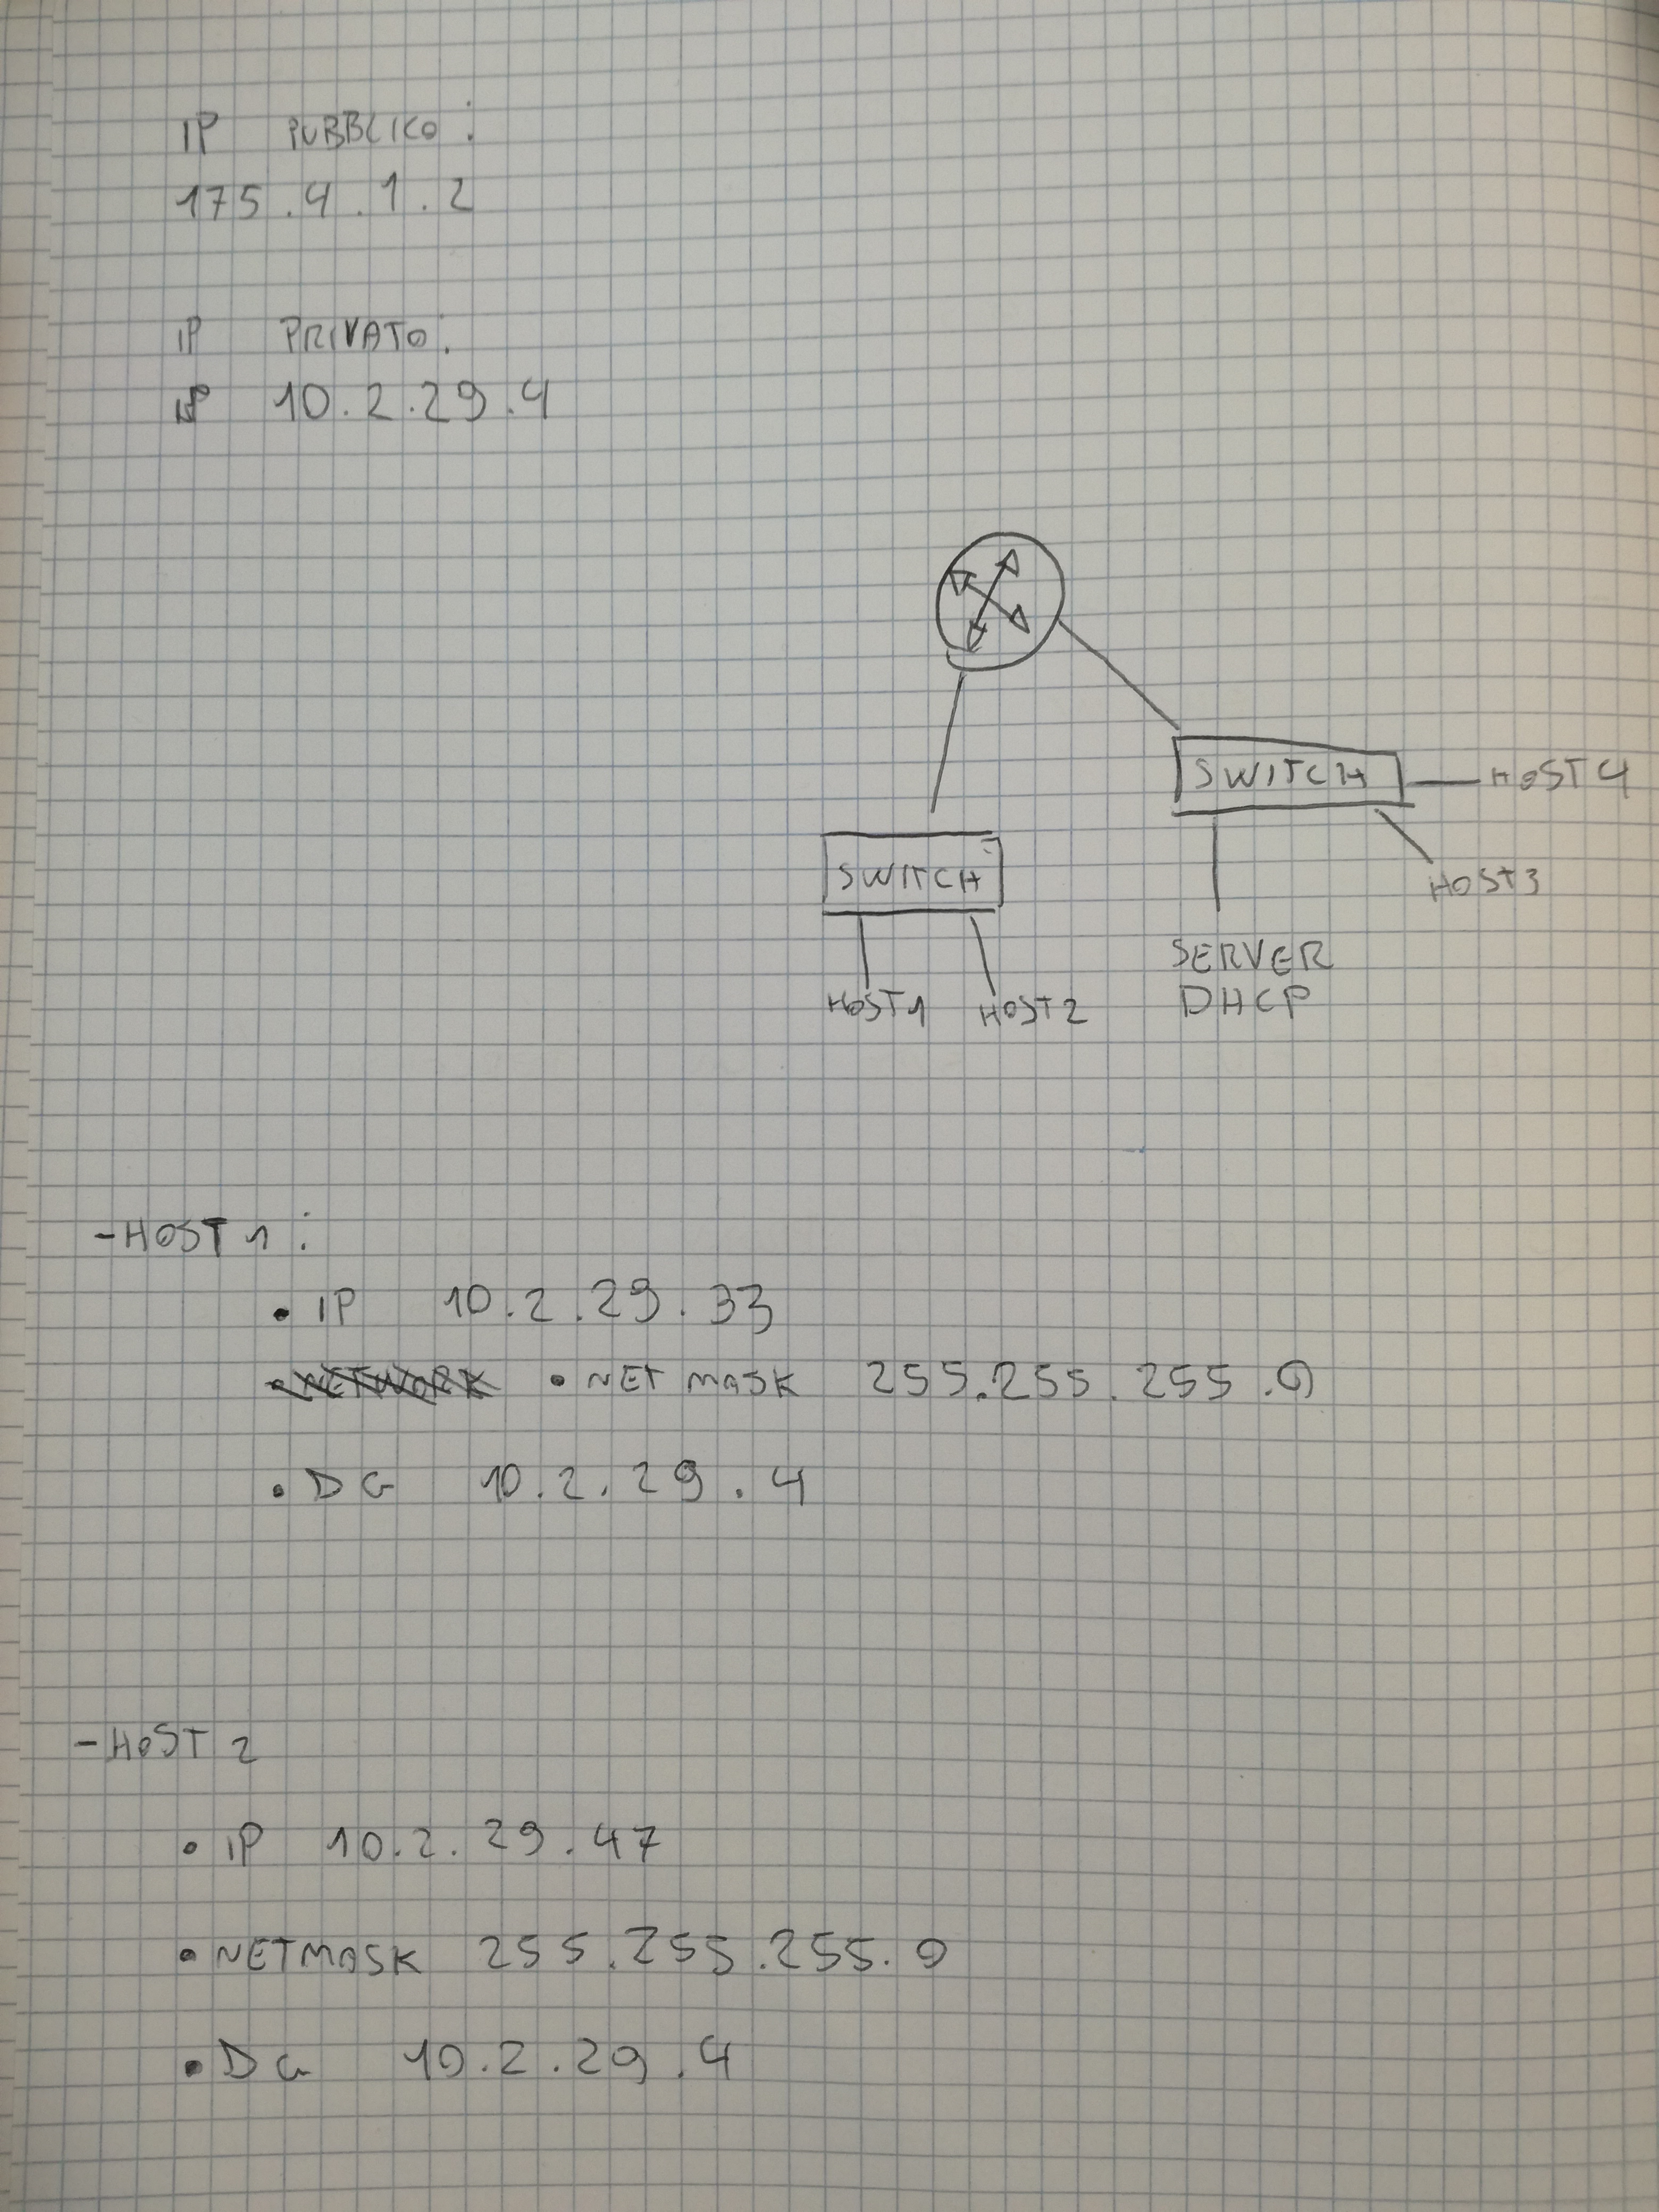 IP PUBBLICO:
175.4.1.2
IP PRIVATO:
IP 10.2.29.4
SWITCH HOST 4
SWITCH HOST 3
SERVER
HOST 1 HOST 2 DHCP
-HOST 1:
• IP 10.2.29.33
• NETWORK • NET MASK 255.255.255.0
• DG 10.2.29.4
-HOST 2
• IP 10.2.29.47
• NETMASK 255.255.255.0
• DG 10.2.29.4